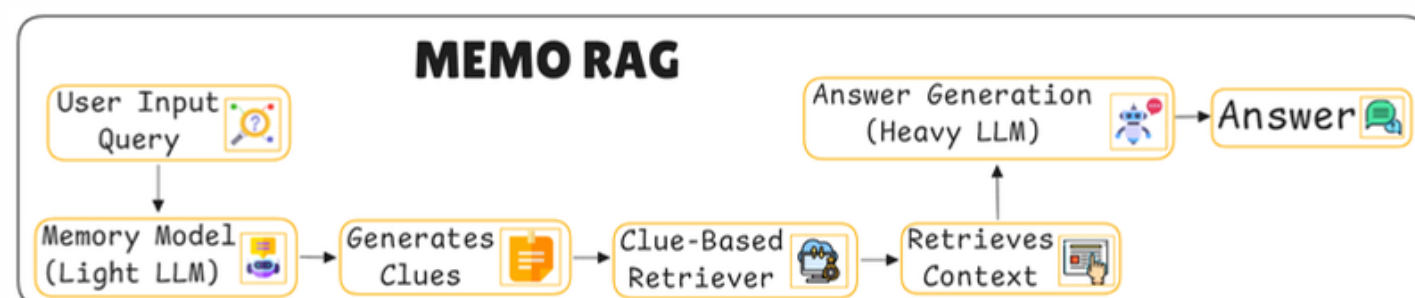 MEMO RAG
User Input
Query
Memory Model
(Light LLM)
Generates
Clues
Clue-Based
Retriever
Retrieves
Context
Answer Generation
(Heavy LLM)
Answer